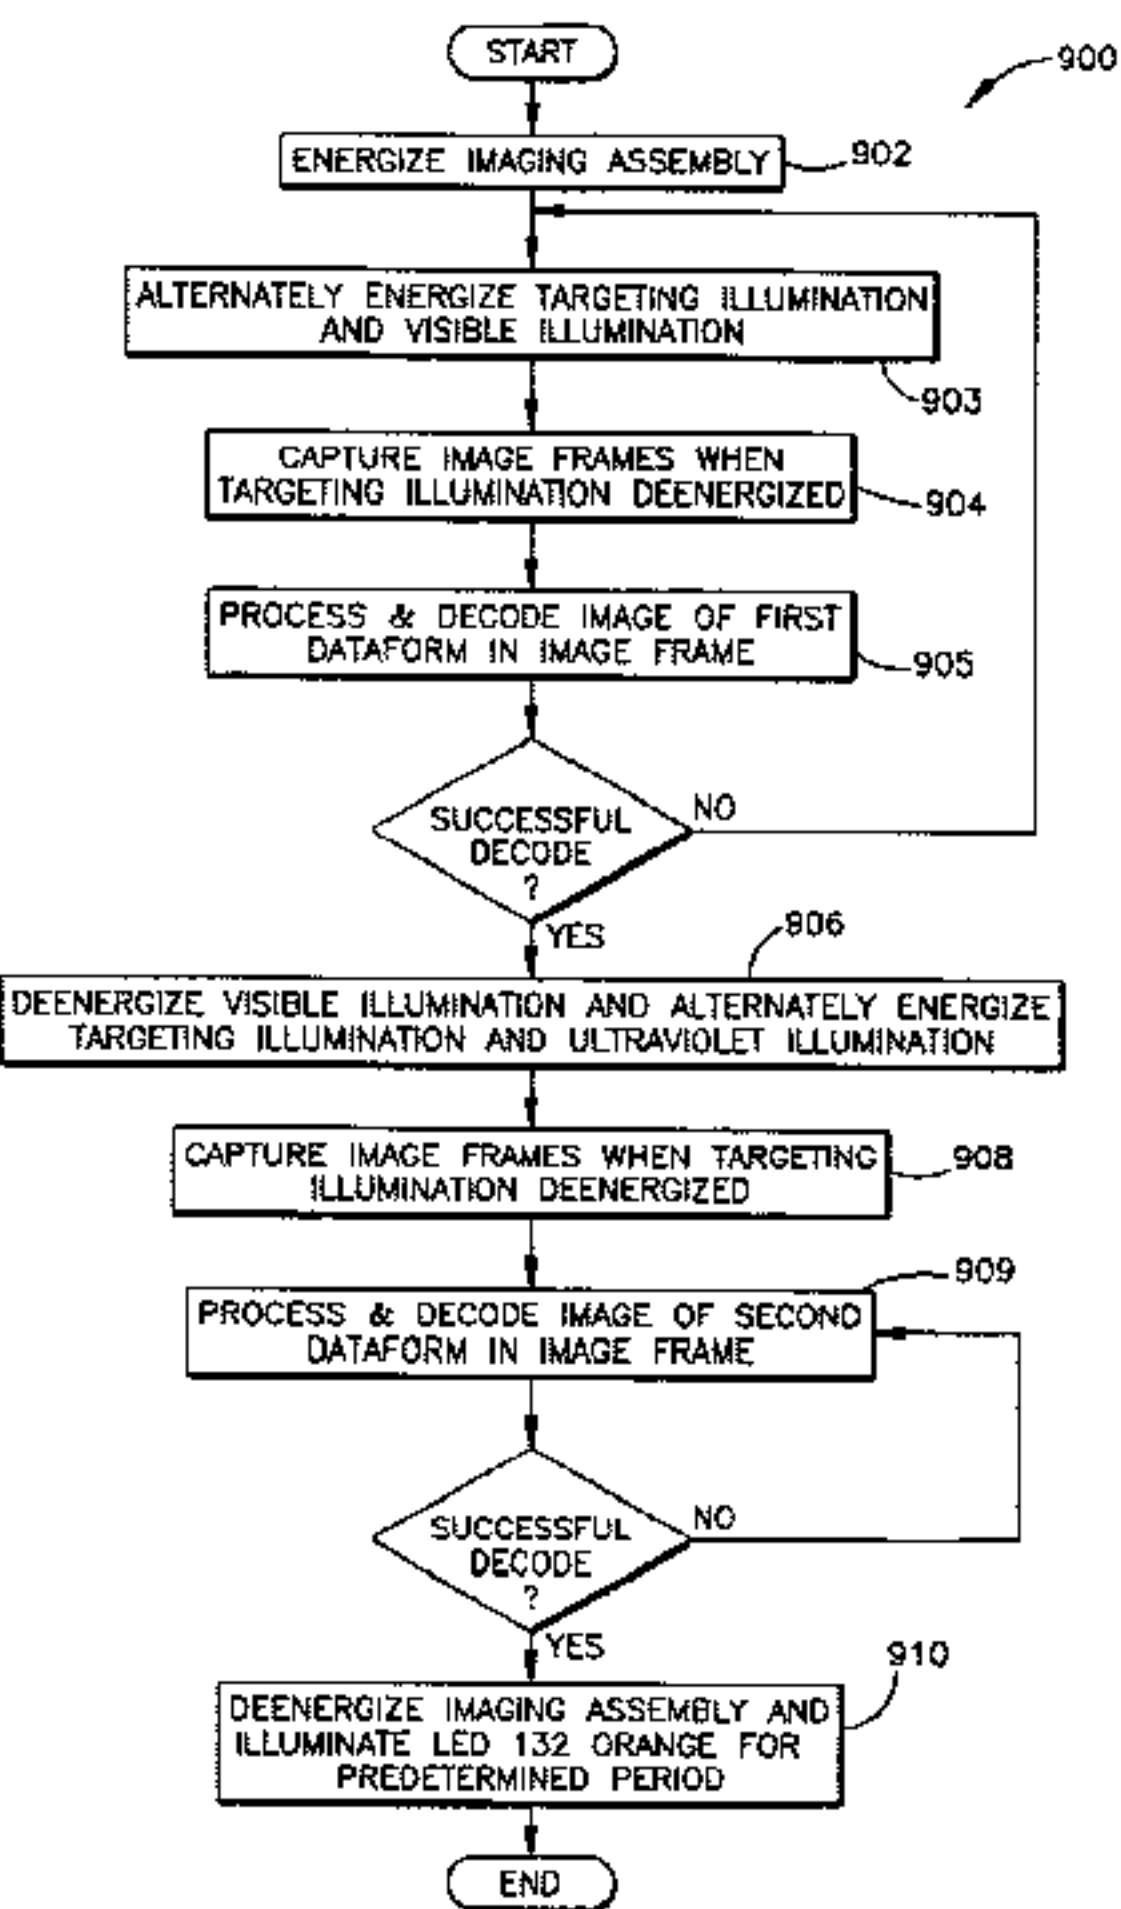 START
900
ENERGIZE IMAGING ASSEMBLY
902
ALTERNATELY ENERGIZE TARGETING ILLUMINATION
AND VISIBLE ILLUMINATION
903
CAPTURE IMAGE FRAMES WHEN
TARGETING ILLUMINATION DEENERGIZED
904
PROCESS & DECODE IMAGE OF FIRST
DATAFORM IN IMAGE FRAME
905
SUCCESSFUL
DECODE
?
NO
YES
906
DEENERGIZE VISIBLE ILLUMINATION AND ALTERNATELY ENERGIZE
TARGETING ILLUMINATION AND ULTRAVIOLET ILLUMINATION
CAPTURE IMAGE FRAMES WHEN TARGETING
ILLUMINATION DEENERGIZED
908
909
PROCESS & DECODE IMAGE OF SECOND
DATAFORM IN IMAGE FRAME
SUCCESSFUL
DECODE
?
NO
YES
910
DEENERGIZE IMAGING ASSEMBLY AND
ILLUMINATE LED 132 ORANGE FOR
PREDETERMINED PERIOD
END